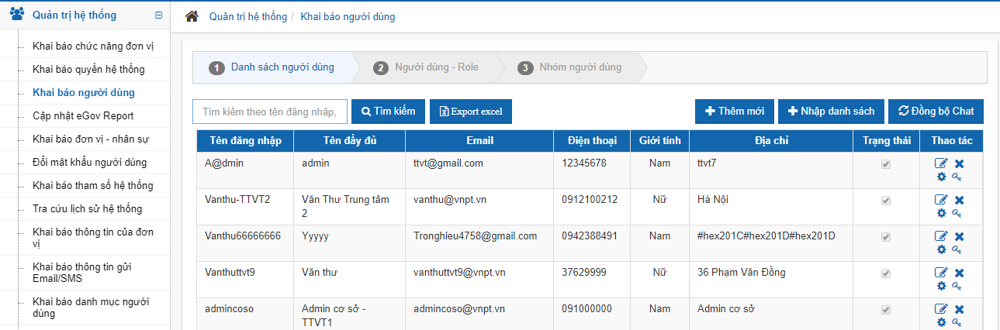 Quản trị hệ thống
Khai báo chức năng đơn vị
Khai báo quyền hệ thống
Khai báo người dùng
Cập nhật eGov Report
Khai báo đơn vị - nhân sự
Đổi mật khẩu người dùng
Khai báo tham số hệ thống
Tra cứu lịch sử hệ thống
Khai báo thông tin của đơn
vị
Khai báo thông tin gửi
Email/SMS
Khai báo danh mục người
dùng
Quản trị hệ thống / Khai báo người dùng
1 Danh sách người dùng 2 Người dùng - Role 3 Nhóm người dùng
Tìm kiếm theo tên đăng nhập, Tìm kiếm Export excel Thêm mới Nhập danh sách Đồng bộ Chat
Tên đăng nhập Tên đầy đủ Email Điện thoại Giới tính Địa chỉ Trạng thái Thao tác
A@dmin admin ttvt@gmail.com 12345678 Nam ttvt7
Vanthu-TTVT2 Văn Thư Trung tâm vanthu@vnpt.vn 0912100212 Nữ Hà Nội
2
Vanthu66666666 Yyyyy Tronghieu4758@gmail.com 0942388491 Nam #hex201C#hex201D#hex201D
Vanthuttvt9 Văn thư vanthuttvt9@vnpt.vn 37629999 Nữ 36 Phạm Văn Đồng
admincoso Admin cơ sở - admincoso@vnpt.vn 091000000 Nam Admin cơ sở
TTVT1